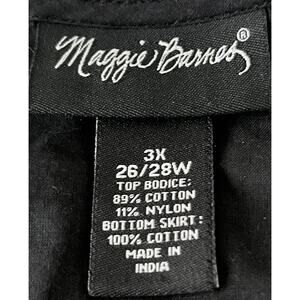 Maggie Barnes®
3X
26/28W
TOP BODICE:
89% COTTON
11% NYLON
BOTTOM SKIRT:
100% COTTON
MADE IN
INDIA